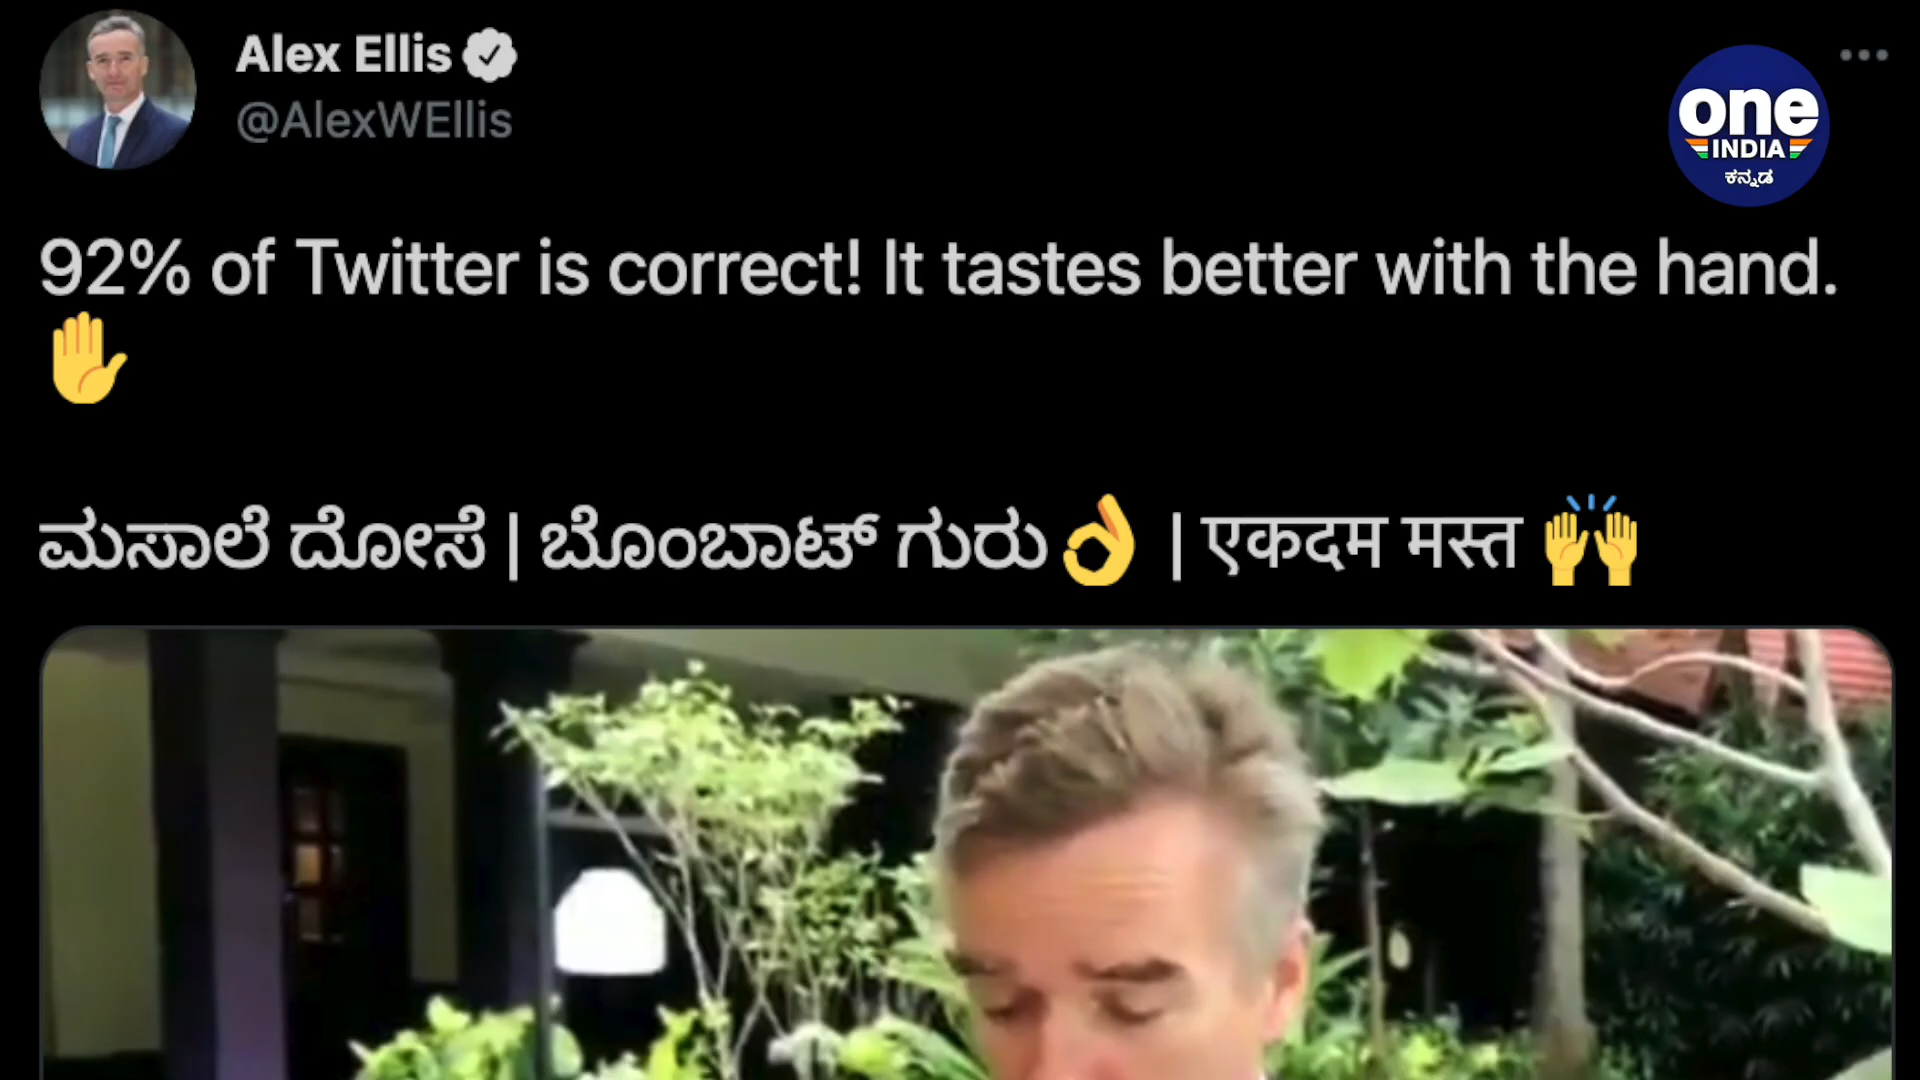 Alex Ellis
@AlexWEllis
one
INDIA
ಕನ್ನಡ
92% of Twitter is correct! It tastes better with the hand.
✋
ಮಸಾಲೆ ದೋಸೆ | ಬೊಂಬಾಟ್ ಗುರು👌 | एकदम मस्त 🙌